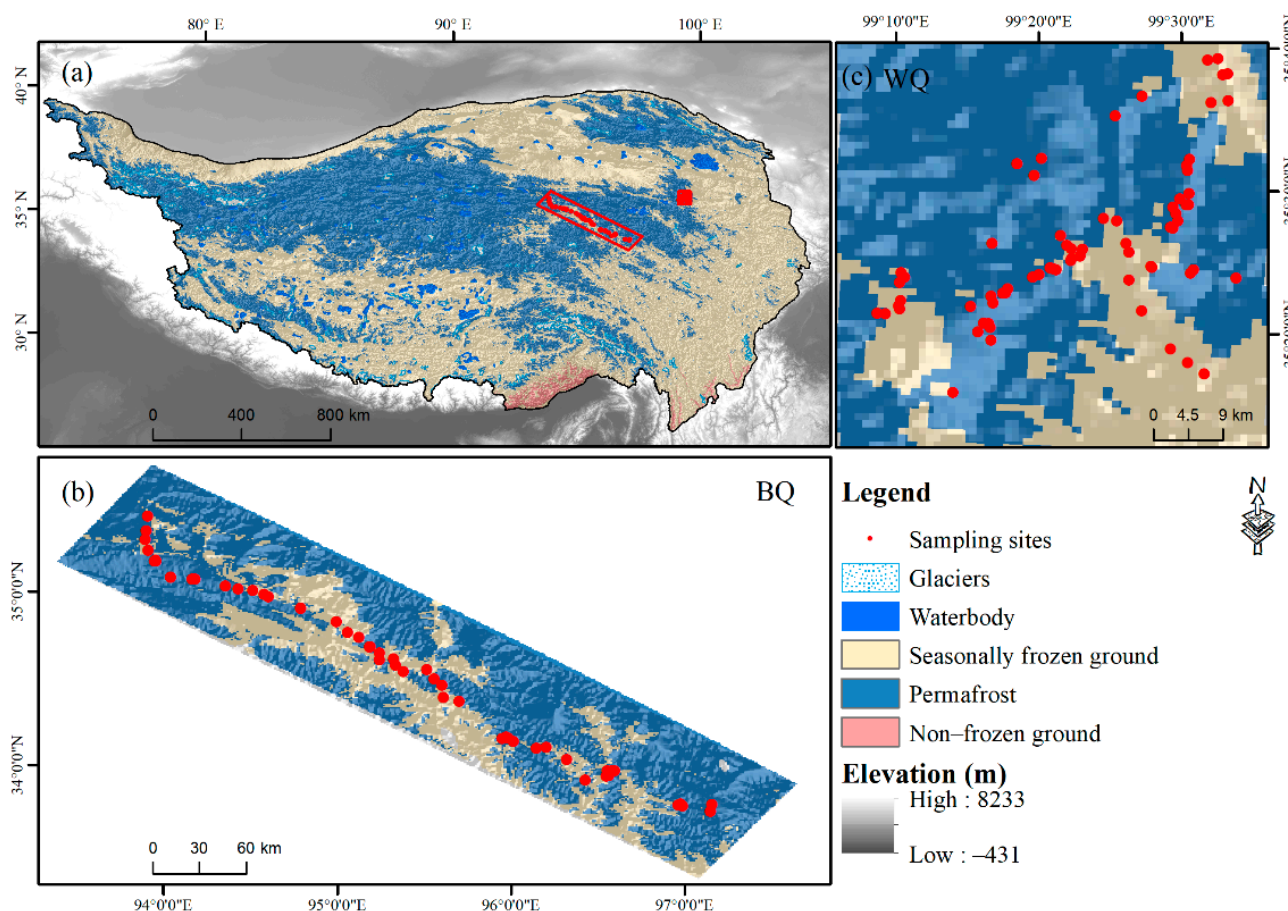 80° E
90° E
100° E
99°10'0"E
99°20'0"E
99°30'0"E
(a)
(c) WQ
40° N
35° N
30° N
0 400 800 km
0 4.5 9 km
(b)
BQ
35°0'0"N
34°0'0"N
0 30 60 km
94°0'0"E
95°0'0"E
96°0'0"E
97°0'0"E
Legend
N
Sampling sites
Glaciers
Waterbody
Seasonally frozen ground
Permafrost
Non–frozen ground
Elevation (m)
High : 8233
Low : –431